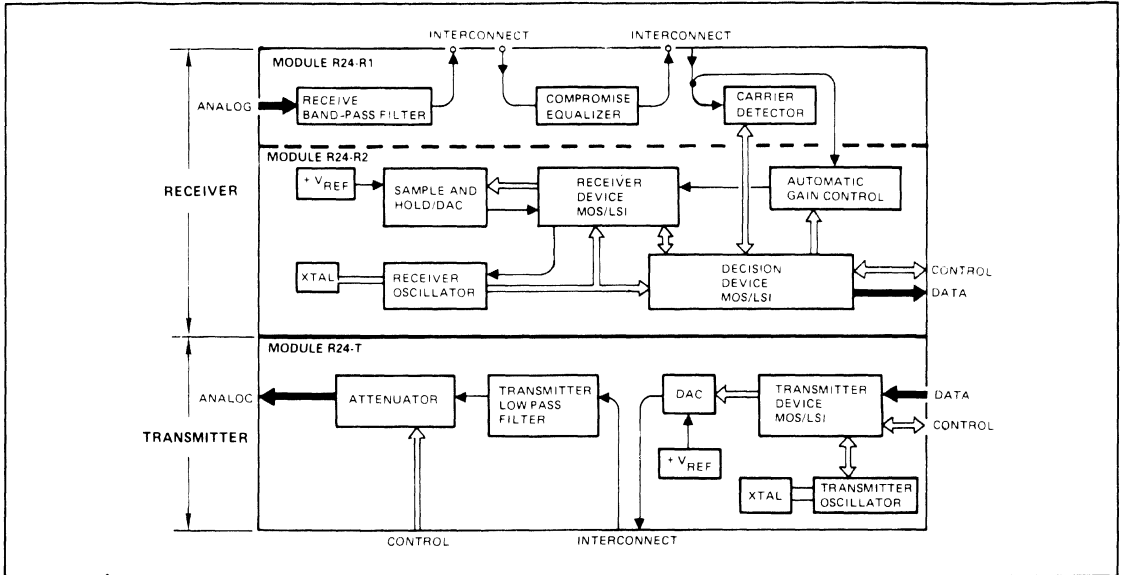 INTERCONNECT
INTERCONNECT
MODULE R24-R1
ANALOG
RECEIVE
BAND-PASS FILTER
COMPROMISE
EQUALIZER
CARRIER
DETECTOR
MODULE R24-R2
RECEIVER
+ VREF
SAMPLE AND
HOLD/DAC
RECEIVER
DEVICE
MOS/LSI
AUTOMATIC
GAIN CONTROL
XTAL
RECEIVER
OSCILLATOR
DECISION
DEVICE
MOS/LSI
CONTROL
DATA
MODULE R24-T
ANALOG
ATTENUATOR
TRANSMITTER
LOW PASS
FILTER
DAC
TRANSMITTER
DEVICE
MOS/LSI
DATA
CONTROL
TRANSMITTER
+ VREF
XTAL
TRANSMITTER
OSCILLATOR
CONTROL
INTERCONNECT